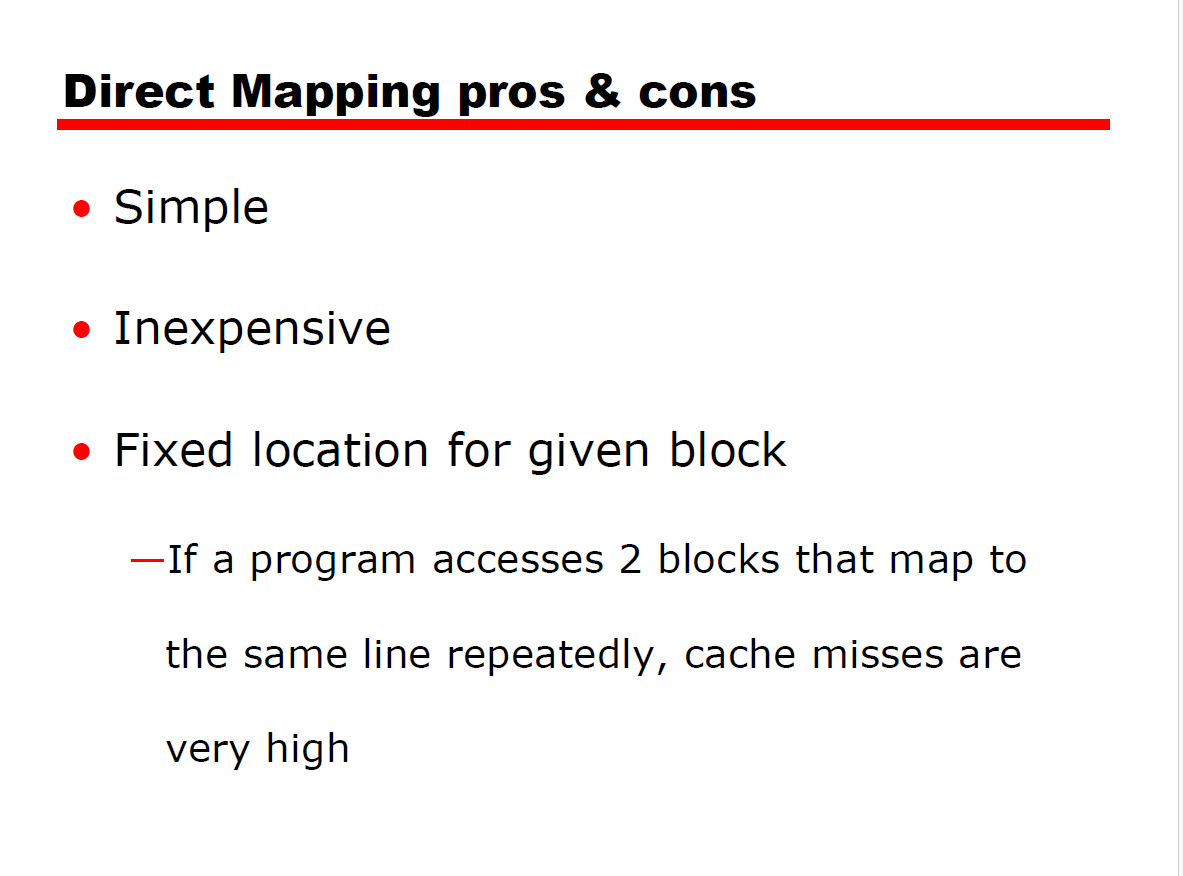 Direct Mapping pros & cons
• Simple
• Inexpensive
• Fixed location for given block
—If a program accesses 2 blocks that map to
the same line repeatedly, cache misses are
very high